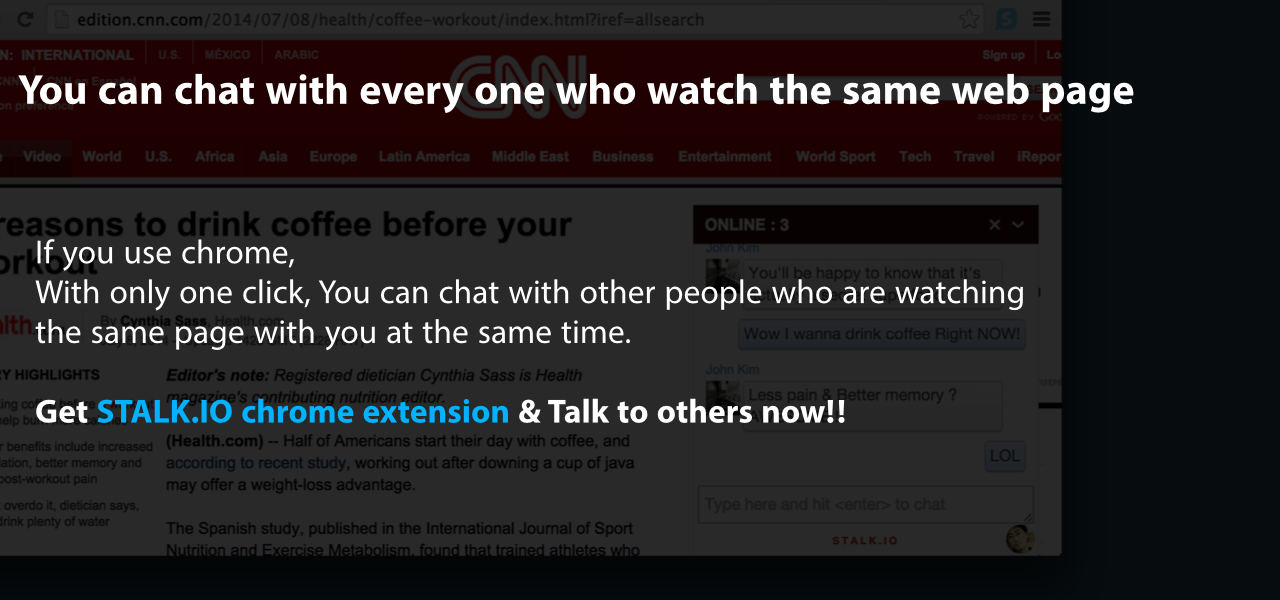 edition.cnn.com/2014/07/08/health/coffee-workout/index.html?iref=allsearch
N: INTERNATIONAL U.S. MÉXICO ARABIC Sign up Lo
CNN
You can chat with every one who watch the same web page
POWERED BY
Video World U.S. Africa Asia Europe Latin America Middle East Business Entertainment World Sport Tech Travel iRepor
reasons to drink coffee before your
ONLINE : 3
John Kim
If you use chrome,
You'll be happy to know that it's
With only one click, You can chat with other people who are watching
By Cynthia Sass, Health.com
the same page with you at the same time.
Wow I wanna drink coffee Right NOW!
John Kim
Y HIGHLIGHTS
Editor's note: Registered dietician Cynthia Sass is Health
magazine's contributing nutrition editor.
Less pain & Better memory ?
Get STALK.IO chrome extension & Talk to others now!!
(Health.com) -- Half of Americans start their day with coffee, and
according to recent study, working out after downing a cup of java
may offer a weight-loss advantage.
r benefits include increased
lation, better memory and
post-workout pain
LOL
overdo it, dietician says,
drink plenty of water
Type here and hit <enter> to chat
The Spanish study, published in the International Journal of Sport
Nutrition and Exercise Metabolism, found that trained athletes who
STALK.IO